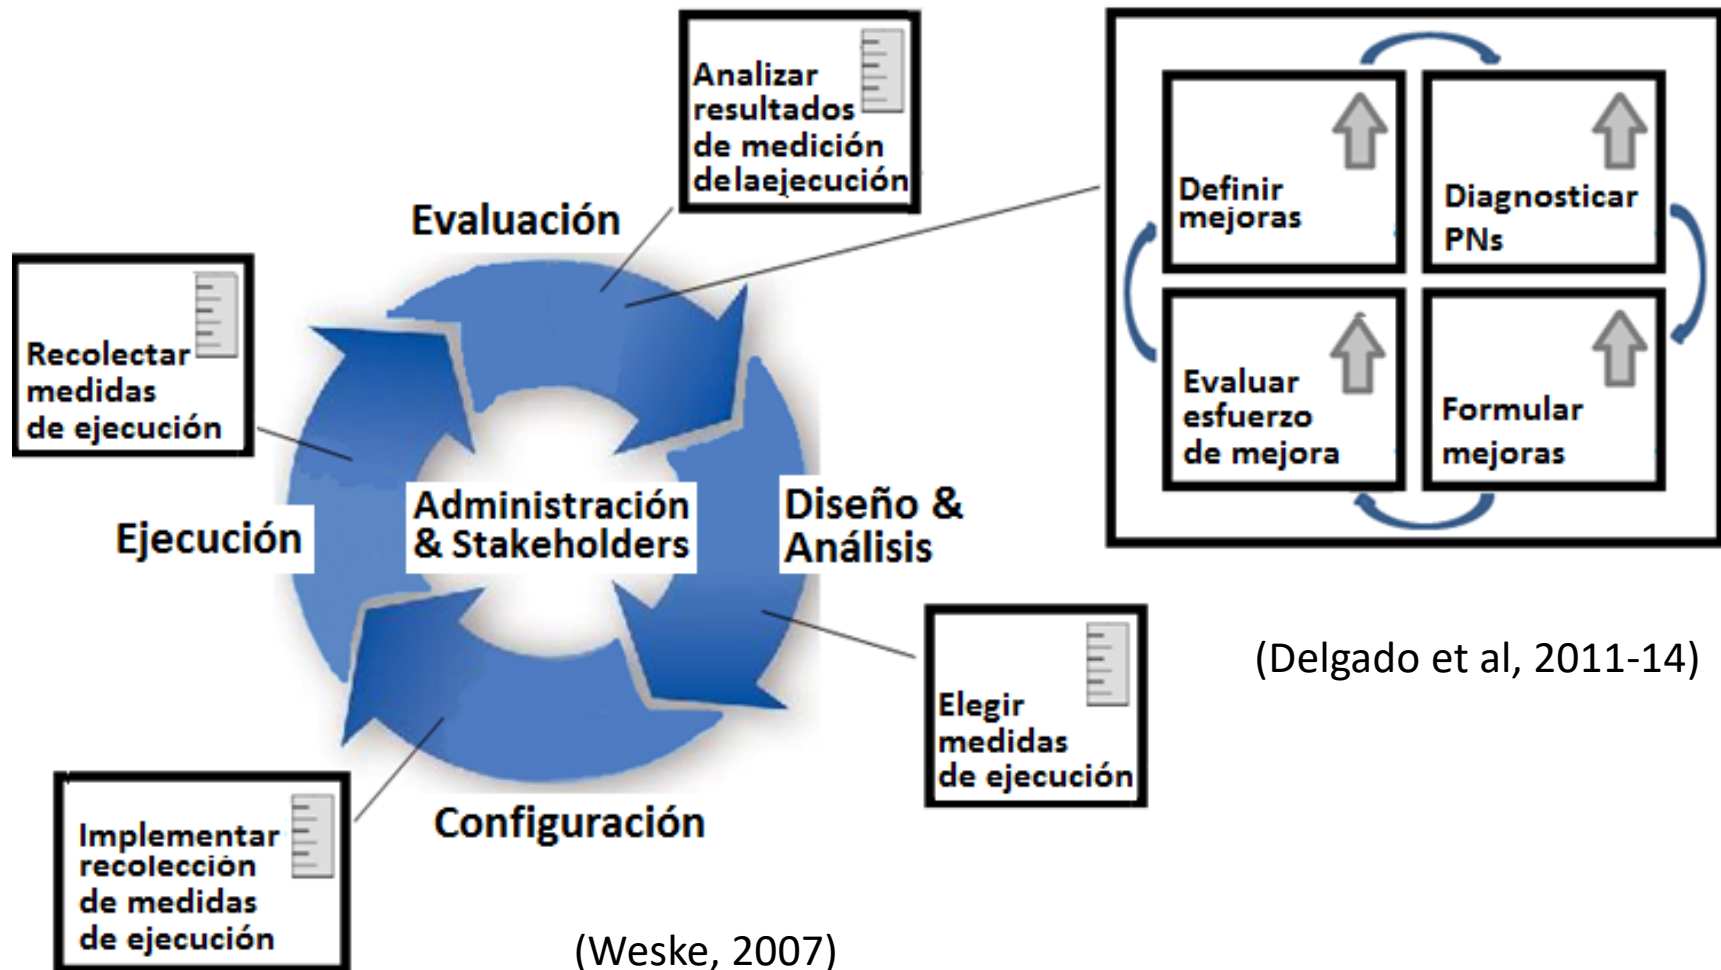 Analizar
resultados
de medición
delaejecución
Evaluación
Recolectar
medidas
de ejecución
Ejecución
Administración
& Stakeholders
Diseño &
Análisis
Elegir
medidas
de ejecución
Configuración
Implementar
recolección
de medidas
de ejecución
(Weske, 2007)
Definir
mejoras
Diagnosticar
PNs
Evaluar
esfuerzo
de mejora
Formular
mejoras
(Delgado et al, 2011-14)